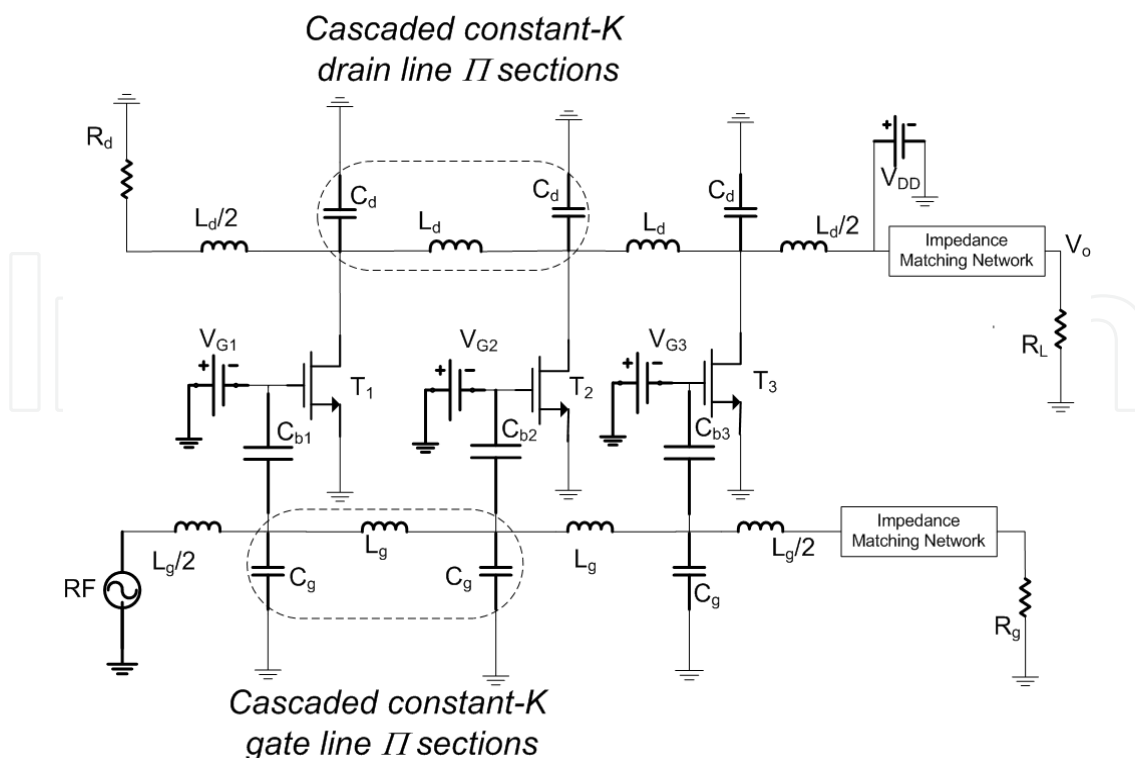 Cascaded constant-K
drain line Π sections
R_d
C_d
C_d
C_d
+ -
V_DD
L_d/2
L_d
L_d
L_d/2
Impedance
Matching Network
V_o
R_L
V_G1
+ -
T_1
V_G2
+ -
T_2
V_G3
+ -
T_3
C_b1
C_b2
C_b3
RF
L_g/2
L_g
L_g
L_g/2
C_g
C_g
C_g
Impedance
Matching Network
R_g
Cascaded constant-K
gate line Π sections